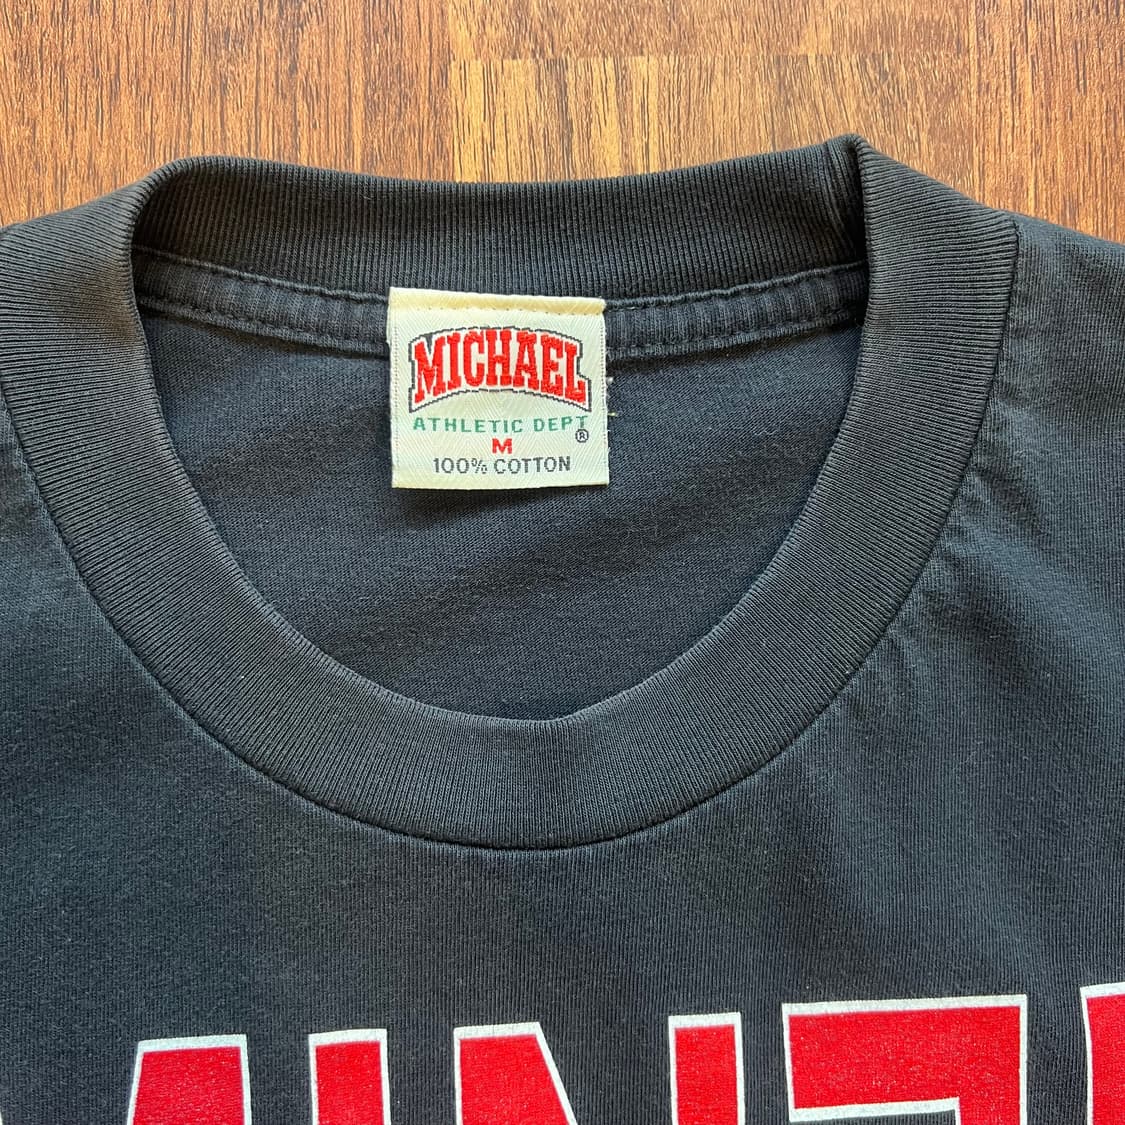 MICHAEL
ATHLETIC DEPT®
M
100% COTTON